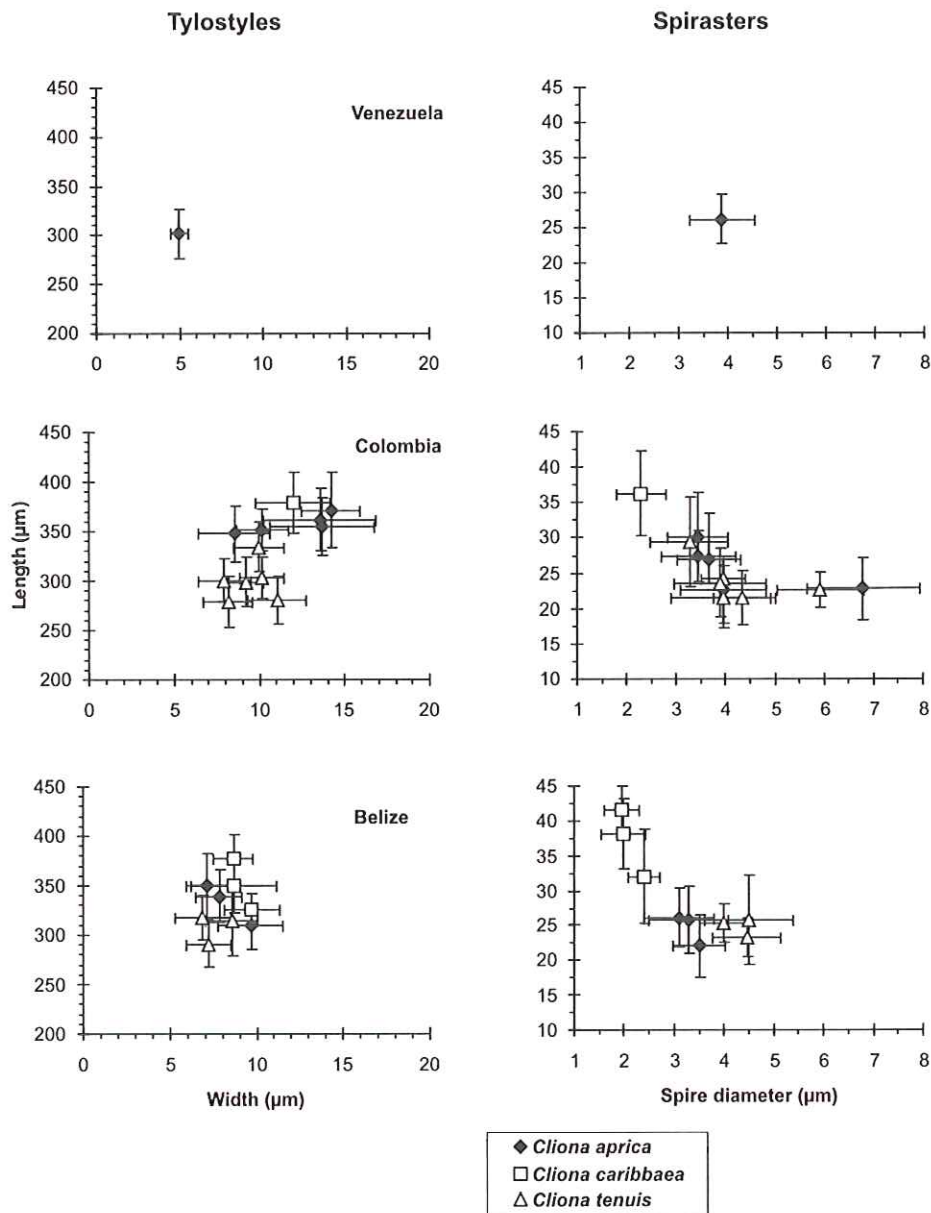 Tylostyles
Spirasters
450
400
350
300
250
200
0 5 10 15 20
Venezuela
45
40
35
30
25
20
15
10
1 2 3 4 5 6 7 8
Length (µm)
450
400
350
300
250
200
0 5 10 15 20
Colombia
45
40
35
30
25
20
15
10
1 2 3 4 5 6 7 8
450
400
350
300
250
200
0 5 10 15 20
Belize
Width (µm)
45
40
35
30
25
20
15
10
1 2 3 4 5 6 7 8
Spire diameter (µm)
Cliona aprica
Cliona caribbaea
Cliona tenuis